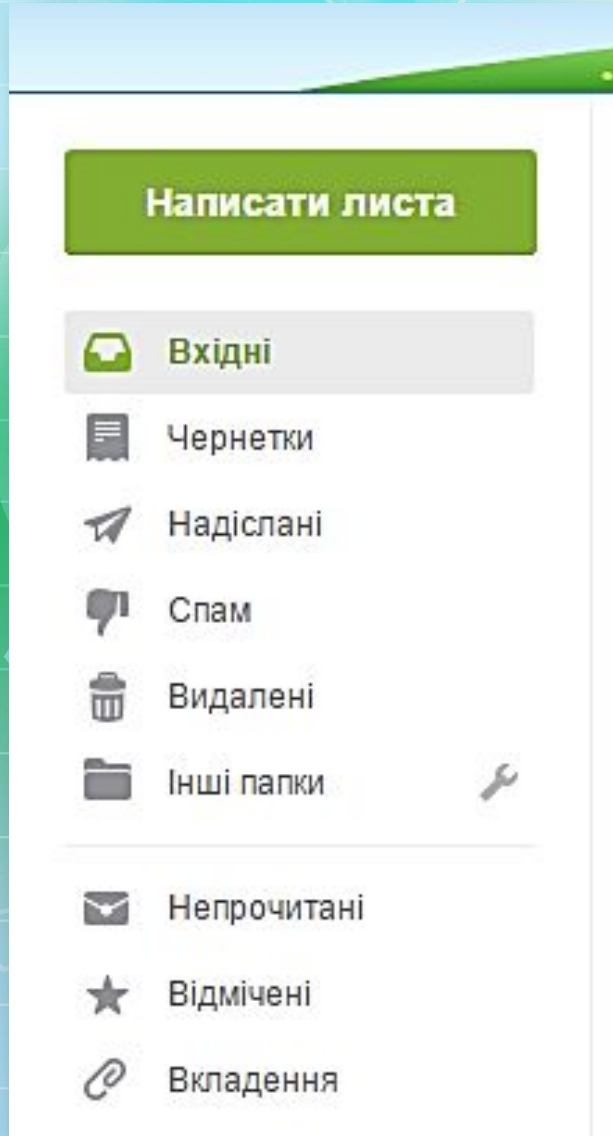 Написати листа
Вхідні
Чернетки
Надіслані
Спам
Видалені
Інші папки
Непрочитані
Відмічені
Вкладення